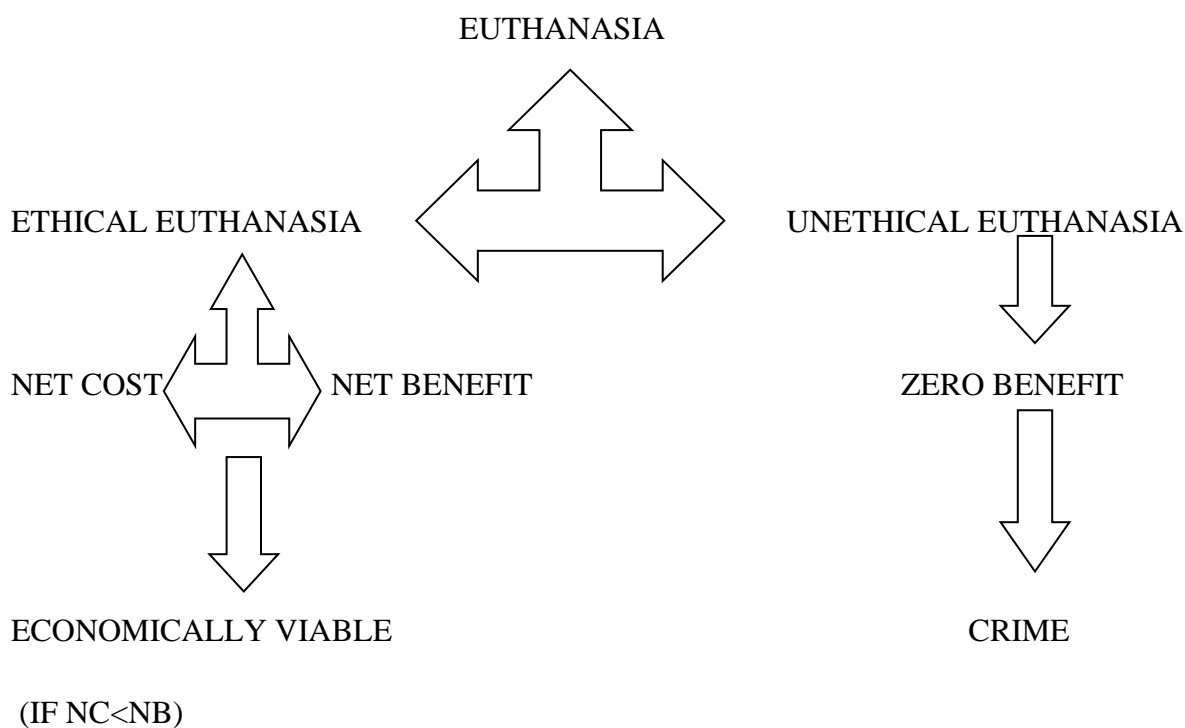 EUTHANASIA
ETHICAL EUTHANASIA
UNETHICAL EUTHANASIA
NET COST
NET BENEFIT
ZERO BENEFIT
ECONOMICALLY VIABLE
CRIME
(IF NC<NB)